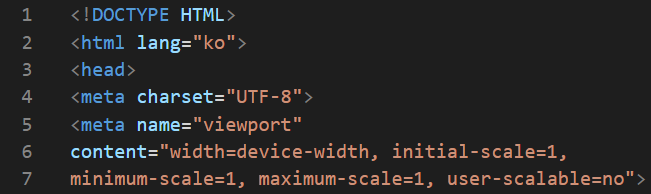 1 <!DOCTYPE HTML>
2 <html lang="ko">
3 <head>
4 <meta charset="UTF-8">
5 <meta name="viewport"
6 content="width=device-width, initial-scale=1,
7 minimum-scale=1, maximum-scale=1, user-scalable=no">